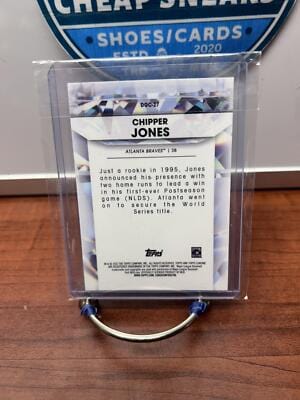 CHEAP SNEAKS
SHOES/CARDS
ESTD 2020
DGC-27
CHIPPER
JONES
ATLANTA BRAVES™ | 3B
Just a rookie in 1995, Jones
announced his presence with
two home runs to lead a win
in his first-ever Postseason
game (NLDS). Atlanta went
on to secure the World
Series title.
Topps